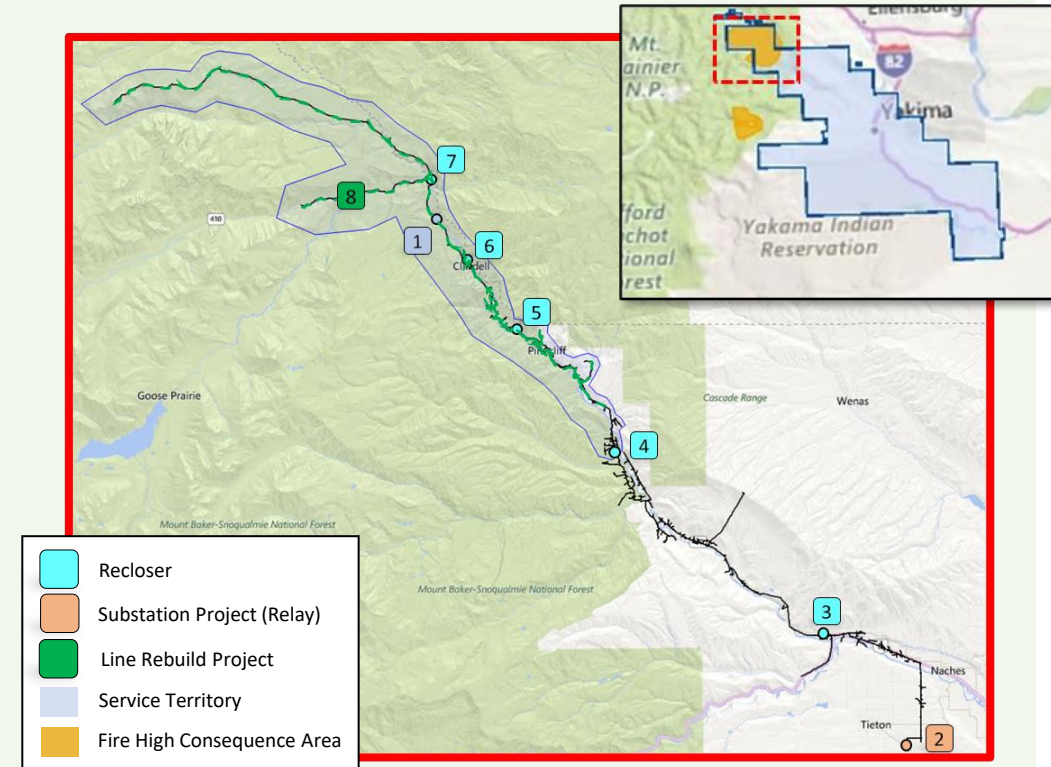 Ellensburg
Mt.
ainier
N.P.
82
Yakima
fford
chot
ional
rest
Yakama Indian
Reservation
7
8
410
1
6
5
Goose Prairie
Cascade Range
Wenas
4
Mount Baker-Snoqualmie National Forest
Mount Baker-Snoqualmie National Forest
3
Naches
Tieton
2
Recloser
Substation Project (Relay)
Line Rebuild Project
Service Territory
Fire High Consequence Area